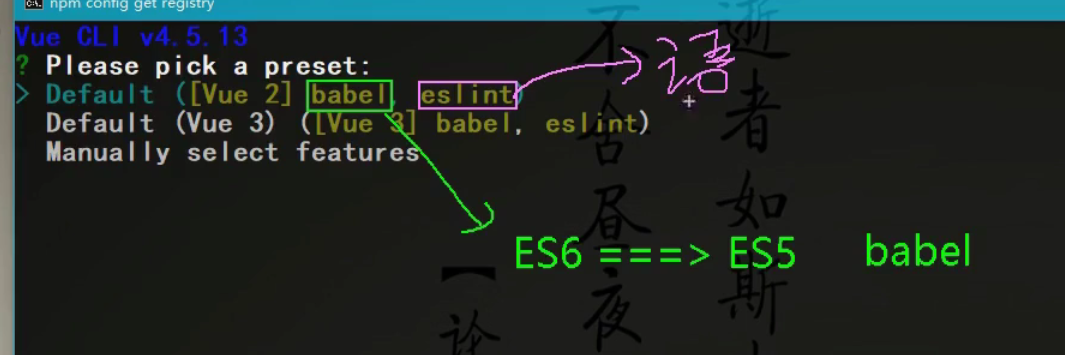 npm config get registry
Vue CLI v4.5.13
? Please pick a preset:
> Default ([Vue 2] babel, eslint)
Default (Vue 3) ([Vue 3] babel, eslint)
Manually select features
语
ES6 ===> ES5 babel
逝者如斯
不舍昼夜
【论